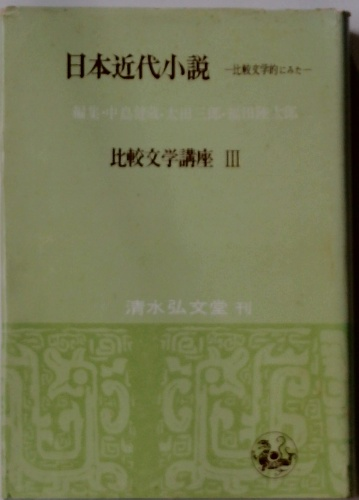 日本近代小説 ―比較文学的にみた―
編集・中島健蔵・太田三郎・福田陸太郎
比較文学講座 III
清水弘文堂刊